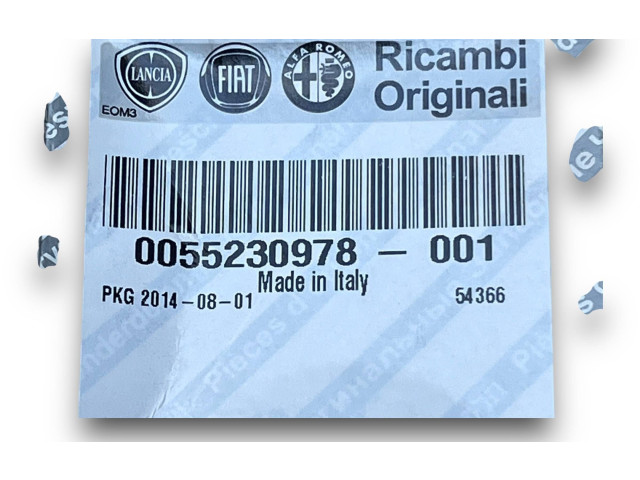 LANCIA FIAT ALFA ROMEO Ricambi
Originali
EOM3
0055230978 - 001
Made in Italy
PKG 2014-08-01 54366